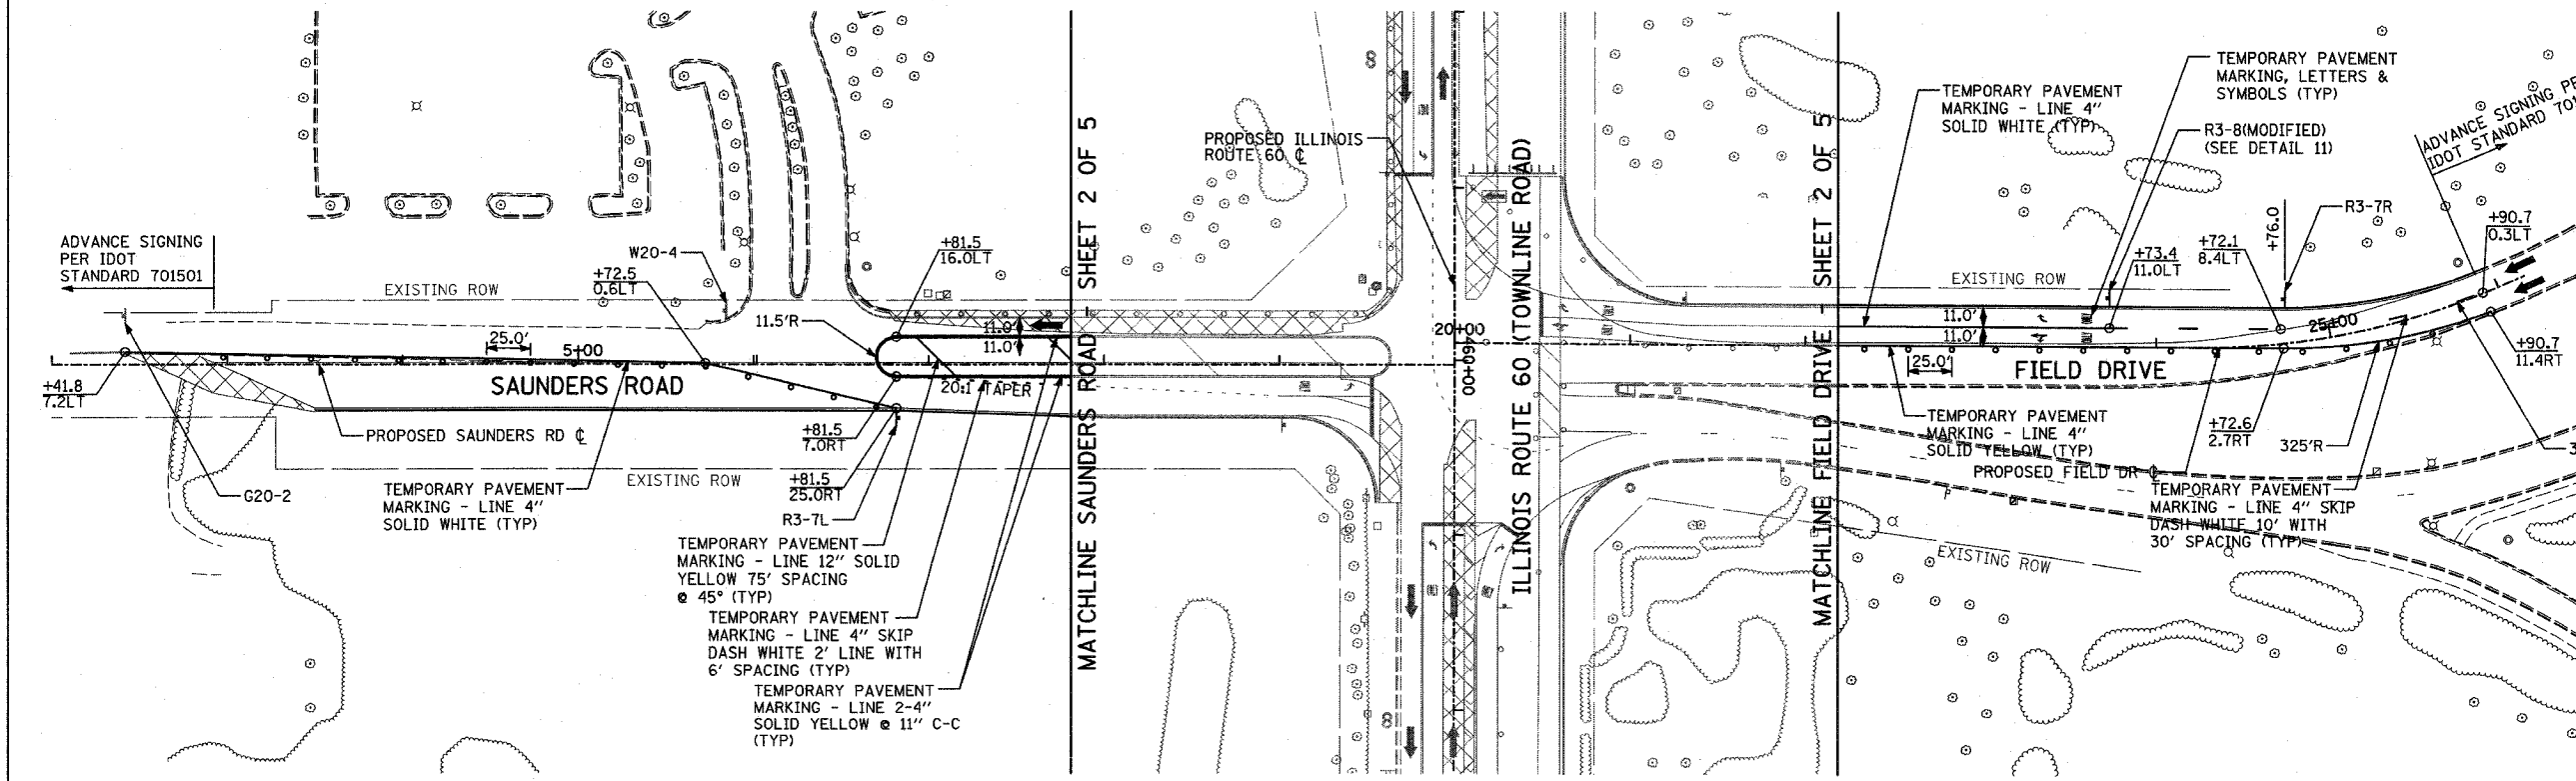 ADVANCE SIGNING
PER IDOT
STANDARD 701501
EXISTING ROW
W20-4
+72.5
0.6LT
+81.5
16.0LT
11.5'R
11.0'
11.0'
25.0'
5+00
+41.8
7.2LT
SAUNDERS ROAD
20:1 TAPER
PROPOSED SAUNDERS RD ℄
+81.5
7.0RT
G20-2
EXISTING ROW
TEMPORARY PAVEMENT
MARKING - LINE 4"
SOLID WHITE (TYP)
+81.5
25.0RT
R3-7L
TEMPORARY PAVEMENT
MARKING - LINE 12" SOLID
YELLOW 75' SPACING
@ 45° (TYP)
TEMPORARY PAVEMENT
MARKING - LINE 4" SKIP
DASH WHITE 2' LINE WITH
6' SPACING (TYP)
TEMPORARY PAVEMENT
MARKING - LINE 2-4"
SOLID YELLOW @ 11" C-C
(TYP)
MATCHLINE SAUNDERS ROAD - SHEET 2 OF 5
PROPOSED ILLINOIS
ROUTE 60 ℄
20+00
460+00
ILLINOIS ROUTE 60 (TOWNLINE ROAD)
MATCHLINE FIELD DRIVE - SHEET 2 OF 5
TEMPORARY PAVEMENT
MARKING - LINE 4"
SOLID WHITE (TYP)
TEMPORARY PAVEMENT
MARKING, LETTERS &
SYMBOLS (TYP)
R3-8(MODIFIED)
(SEE DETAIL 11)
ADVANCE SIGNING PE
IDOT STANDARD 70
R3-7R
+76.0
+90.7
0.3LT
+73.4
11.0LT
+72.1
8.4LT
EXISTING ROW
11.0'
11.0'
25+00
25.0'
FIELD DRIVE
+90.7
11.4RT
TEMPORARY PAVEMENT
MARKING - LINE 4"
SOLID YELLOW (TYP)
+72.6
2.7RT
325'R
3
PROPOSED FIELD DR ℄
TEMPORARY PAVEMENT
MARKING - LINE 4" SKIP
DASH WHITE 10' WITH
30' SPACING (TYP)
EXISTING ROW